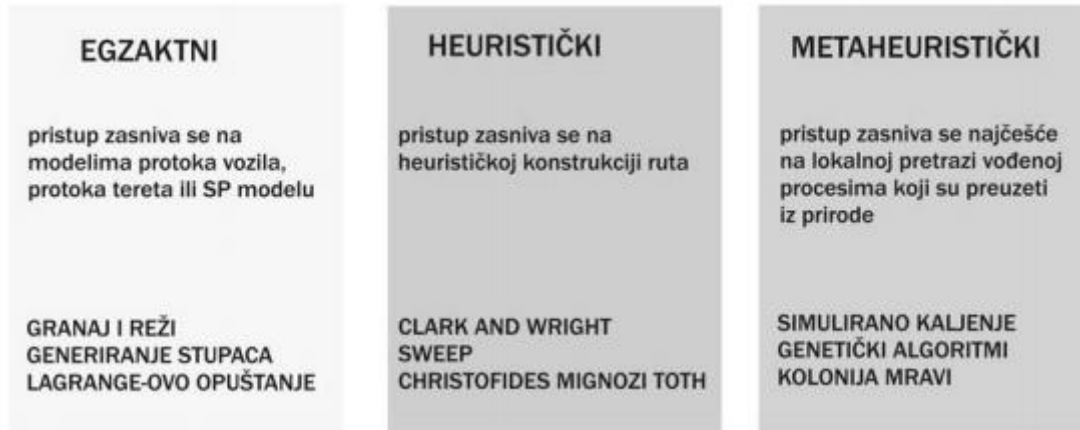 EGZAKTNI
pristup zasniva se na
modelima protoka vozila,
protoka tereta ili SP modelu
GRANAJ I REŽI
GENERIRANJE STUPACA
LAGRANGE-OVO OPUŠTANJE
HEURISTIČKI
pristup zasniva se na
heurističkoj konstrukciji ruta
CLARK AND WRIGHT
SWEEP
CHRISTOFIDES MIGNOZI TOTH
METAHEURISTIČKI
pristup zasniva se najčešće
na lokalnoj pretrazi vođenoj
procesima koji su preuzeti
iz prirode
SIMULIRANO KALJENJE
GENETIČKI ALGORITMI
KOLONIJA MRAVI